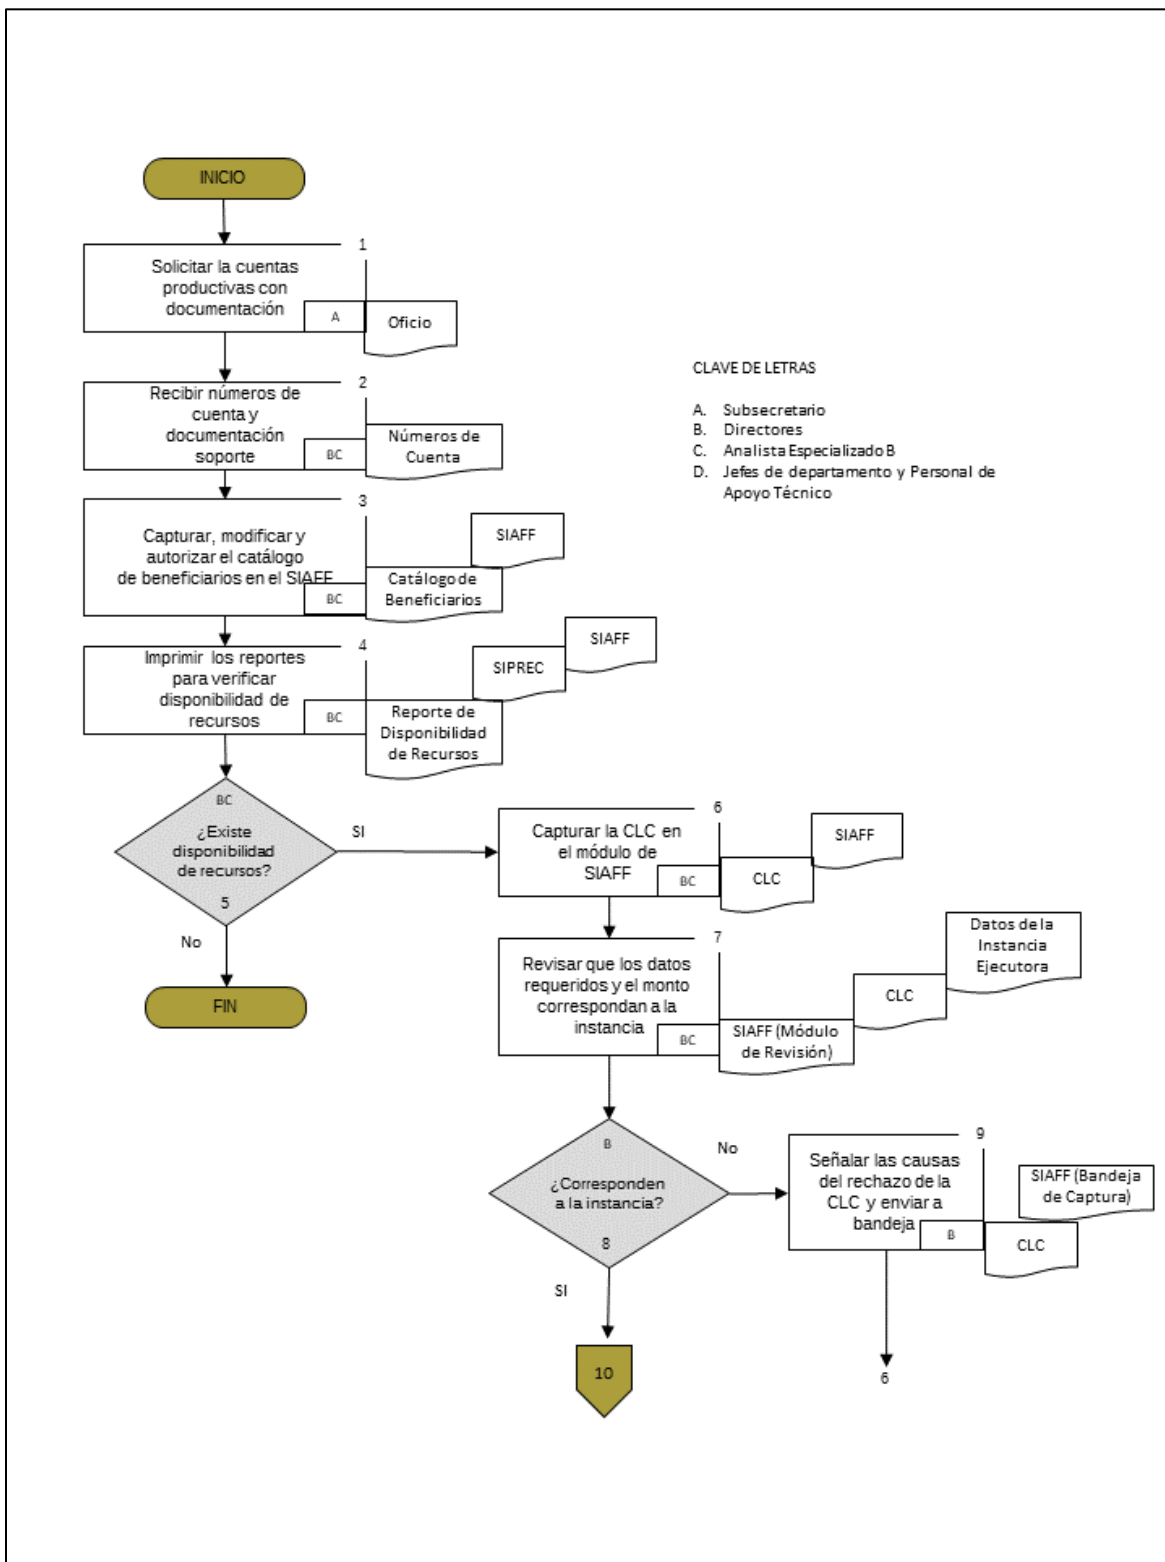 INICIO
1
Solicitar la cuentas
productivas con
documentación
A
Oficio
2
Recibir números de
cuenta y
documentación
soporte
BC
Números de
Cuenta
CLAVE DE LETRAS
A. Subsecretario
B. Directores
C. Analista Especializado B
D. Jefes de departamento y Personal de
Apoyo Técnico
3
Capturar, modificar y
autorizar el catálogo
de beneficiarios en el SIAFF
BC
Catálogo de
Beneficiarios
SIAFF
4
Imprimir los reportes
para verificar
disponibilidad de
recursos
BC
Reporte de
Disponibilidad
de Recursos
SIPREC
SIAFF
BC
¿Existe
disponibilidad
de recursos?
5
SI
No
FIN
6
Capturar la CLC en
el módulo de
SIAFF
BC
CLC
SIAFF
7
Revisar que los datos
requeridos y el monto
correspondan a la
instancia
BC
SIAFF (Módulo
de Revisión)
CLC
Datos de la
Instancia
Ejecutora
B
¿Corresponden
a la instancia?
8
No
SI
9
Señalar las causas
del rechazo de la
CLC y enviar a
bandeja
B
CLC
SIAFF (Bandeja
de Captura)
10
6